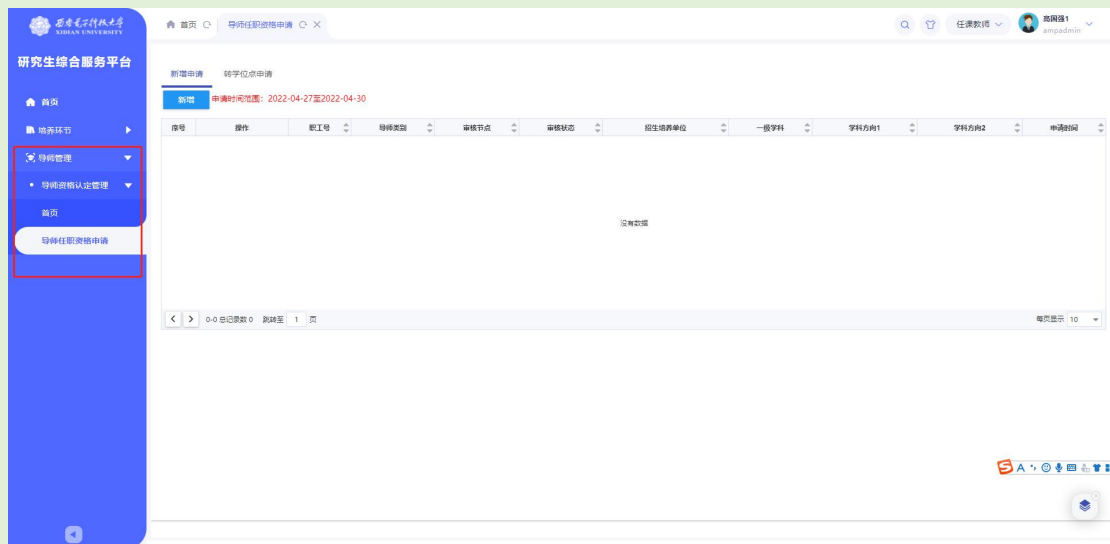 西安电子科技大学
XIDIAN UNIVERSITY
首页
导师任职资格申请
任课教师
高国强1
ampadmin
研究生综合服务平台
首页
培养环节
导师管理
导师资格认定管理
首页
导师任职资格申请
新增申请 转学位点申请
新增 申请时间范围：2022-04-27至2022-04-30
序号 操作 职工号 导师类别 审核节点 审核状态 招生培养单位 一级学科 学科方向1 学科方向2 申请时间
没有数据
0-0 总记录数 0 跳转至 1 页
每页显示 10
S A